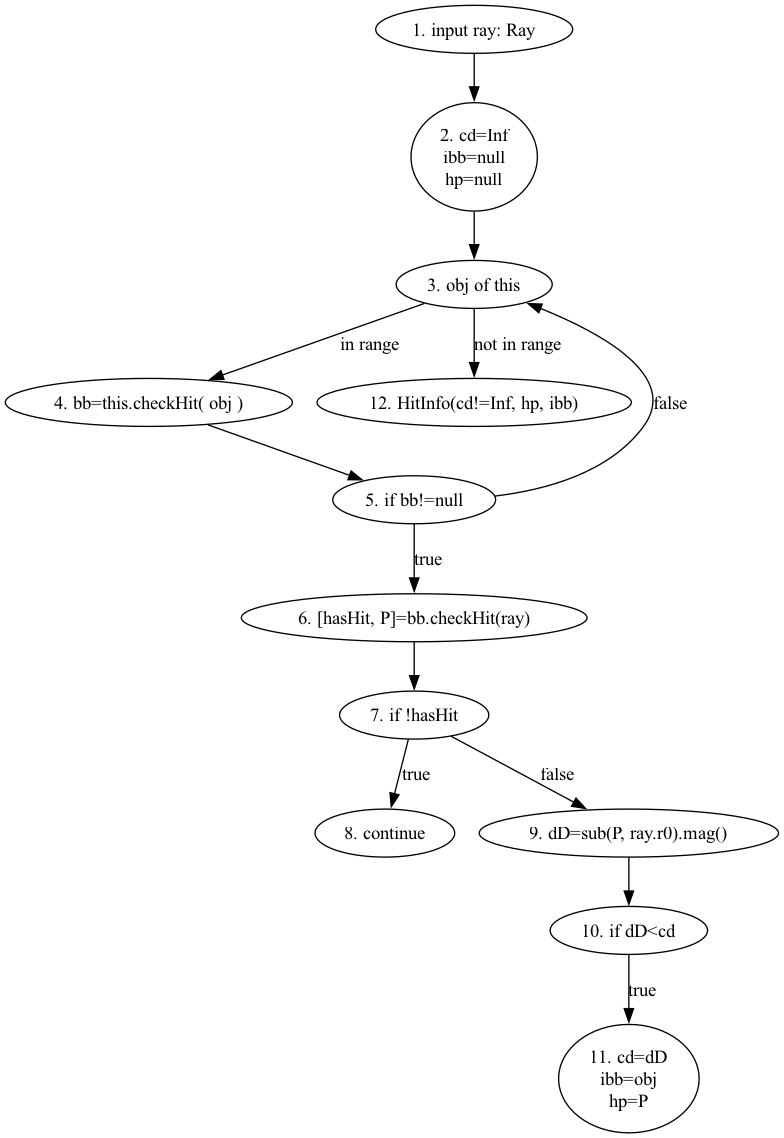 1. input ray: Ray
2. cd=Inf
ibb=null
hp=null
3. obj of this
in range
not in range
4. bb=this.checkHit( obj )
12. HitInfo(cd!=Inf, hp, ibb)
false
5. if bb!=null
true
6. [hasHit, P]=bb.checkHit(ray)
7. if !hasHit
true
false
8. continue
9. dD=sub(P, ray.r0).mag()
10. if dD<cd
true
11. cd=dD
ibb=obj
hp=P